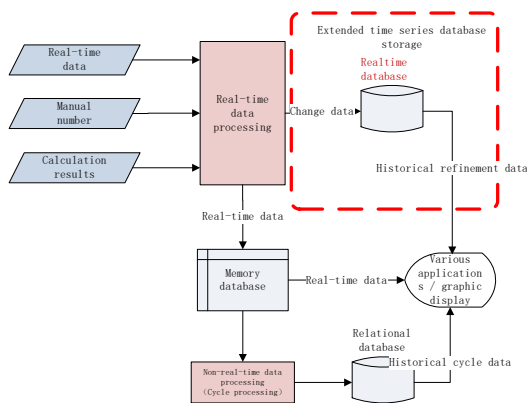 Real-time
data
Manual
number
Calculation
results
Real-time
data
processing
Extended time series database
storage
Realtime
database
Change data
Historical refinement data
Real-time data
Memory
database
Real-time data
Various
application
s / graphic
display
Relational
database
Historical cycle data
Non-real-time data
processing
(Cycle processing)